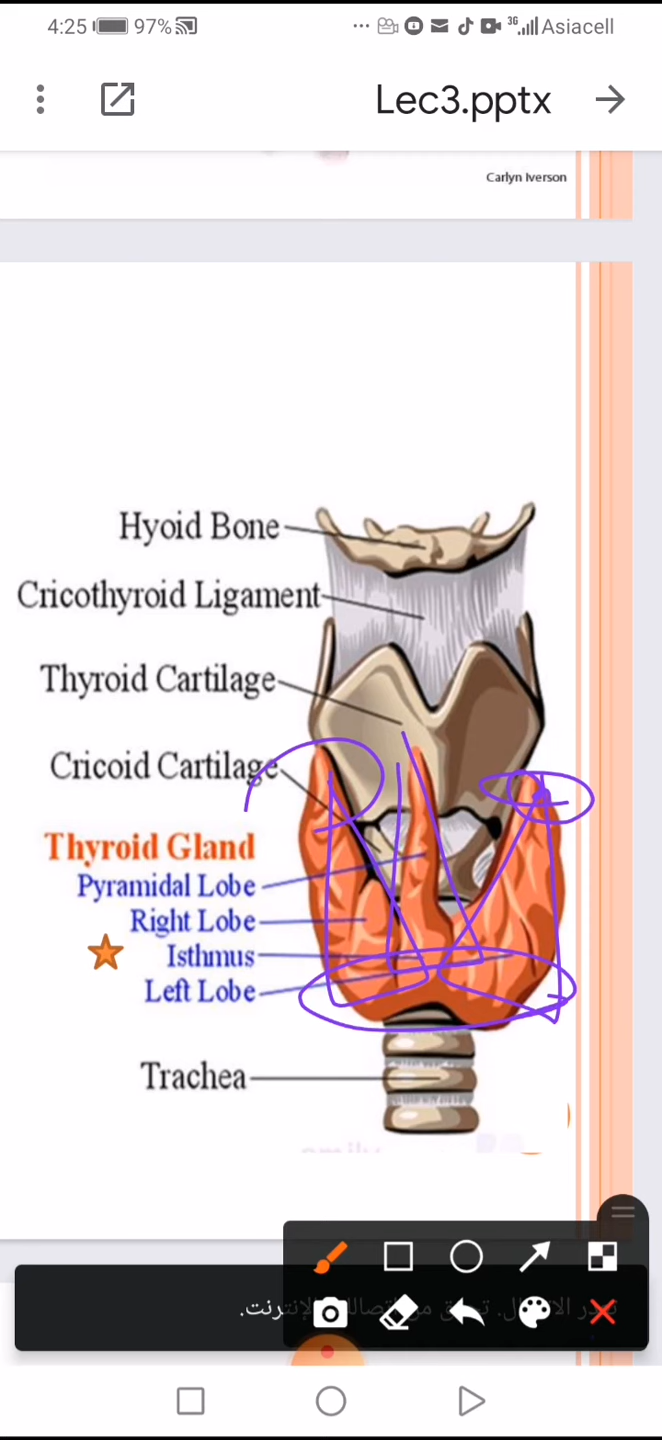 4:25 97% ... 3G Asiacell
Lec3.pptx
Carlyn Iverson
Hyoid Bone
Cricothyroid Ligament
Thyroid Cartilage
Cricoid Cartilage
Thyroid Gland
Pyramidal Lobe
Right Lobe
Isthmus
Left Lobe
Trachea